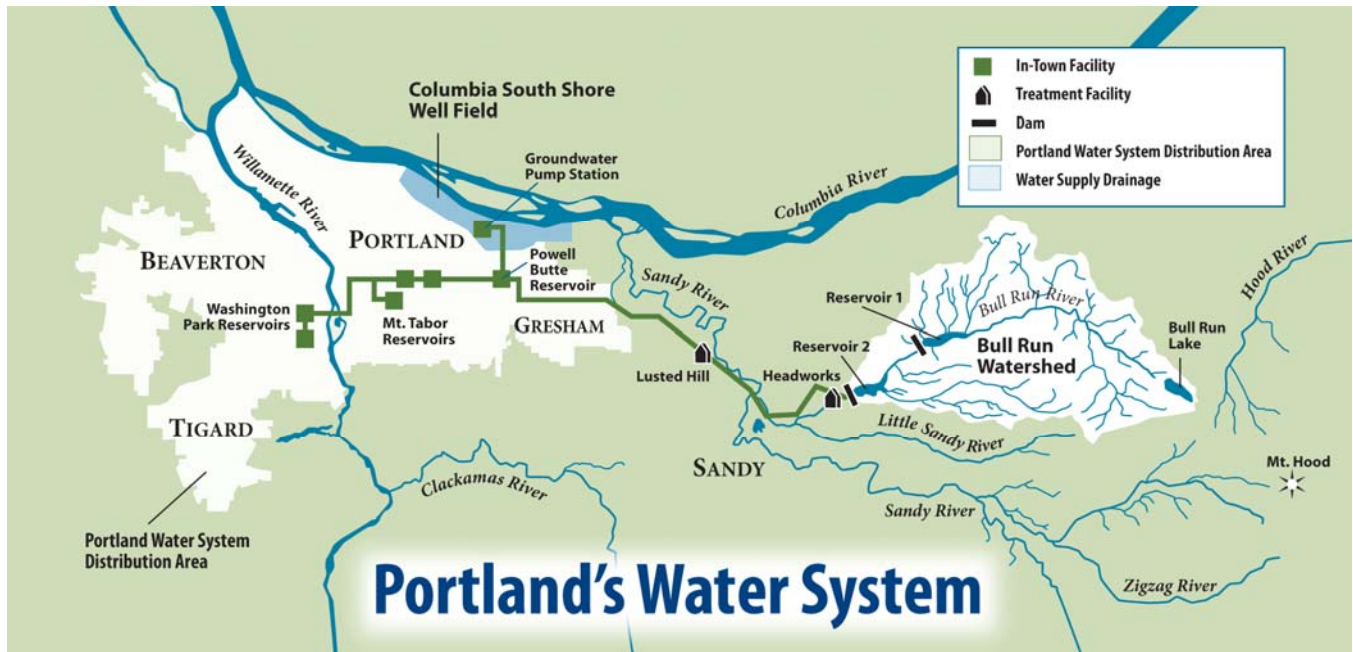 Columbia South Shore
Well Field
Groundwater
Pump Station
In-Town Facility
Treatment Facility
Dam
Portland Water System Distribution Area
Water Supply Drainage
Willamette River
Columbia River
Hood River
BEAVERTON
PORTLAND
Powell
Butte
Reservoir
Sandy River
Reservoir 1
Bull Run River
Washington
Park Reservoirs
Mt. Tabor
Reservoirs
GRESHAM
Bull Run
Watershed
Bull Run
Lake
Reservoir 2
Lusted Hill
Headworks
TIGARD
Little Sandy River
SANDY
Mt. Hood
Clackamas River
Sandy River
Portland Water System
Distribution Area
Zigzag River
Portland's Water System